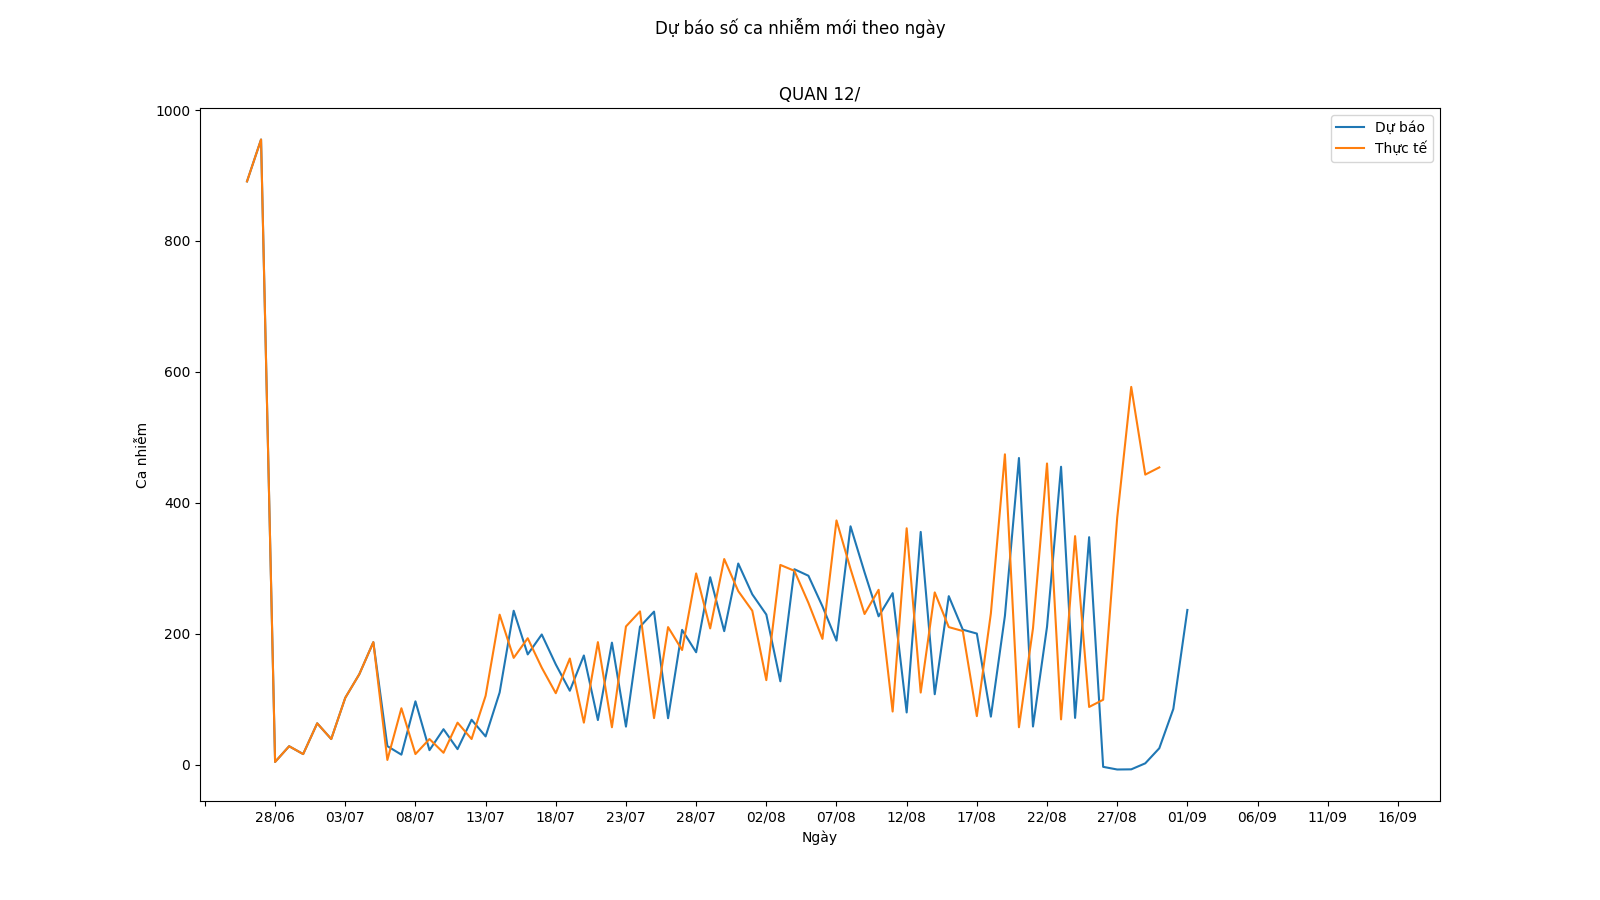 Dự báo số ca nhiễm mới theo ngày
QUAN 12/
1000
800
600
400
200
0
Ca nhiễm
Dự báo
Thực tế
28/06 03/07 08/07 13/07 18/07 23/07 28/07 02/08 07/08 12/08 17/08 22/08 27/08 01/09 06/09 11/09 16/09
Ngày